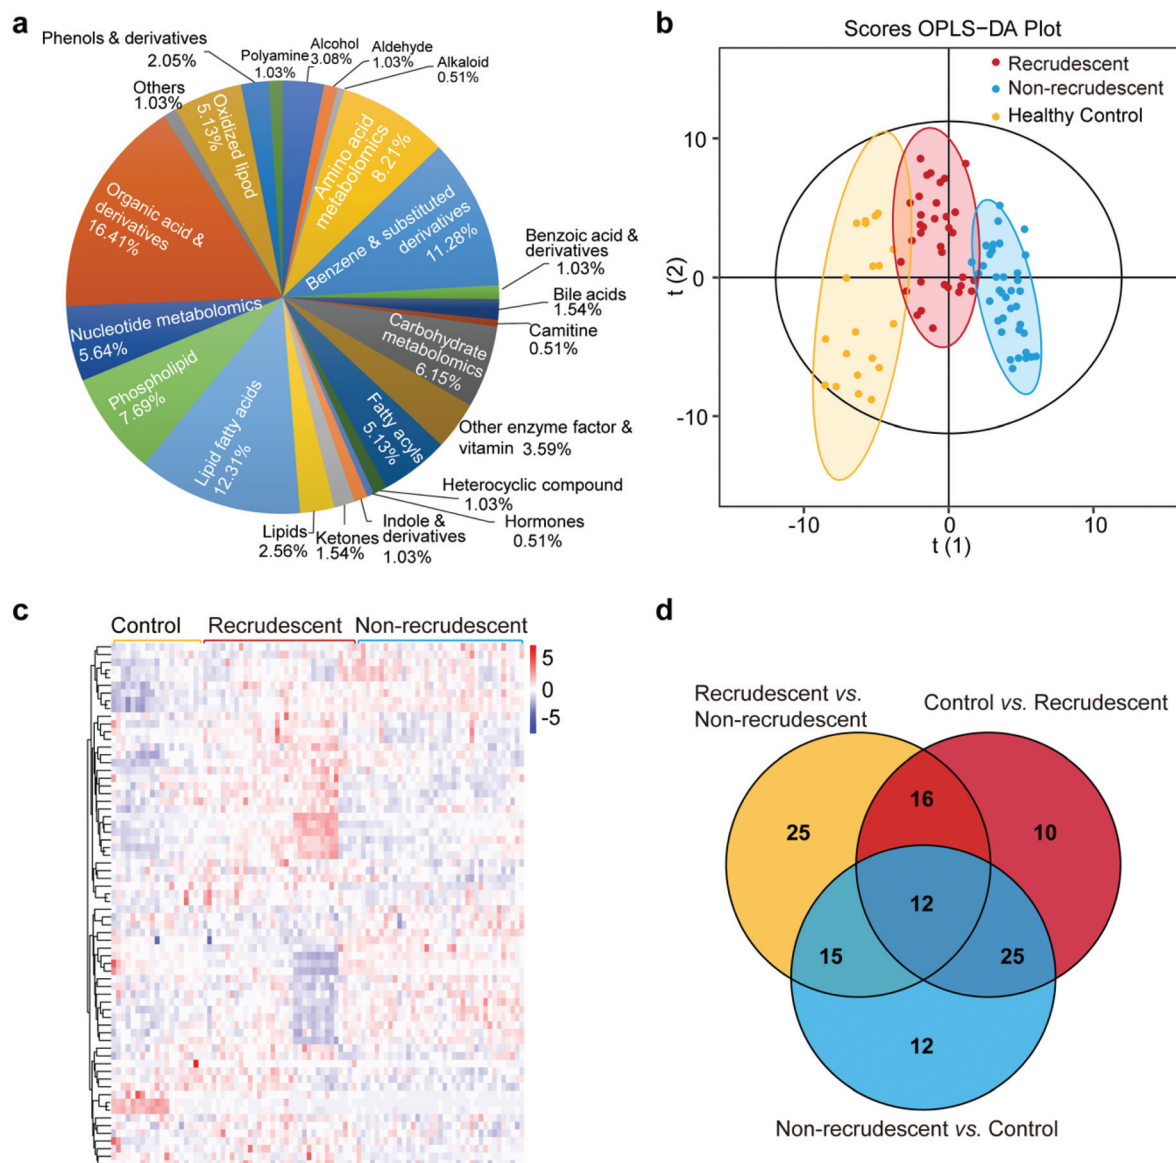 a
Phenols & derivatives
2.05%
Polyamine
1.03%
Alcohol
3.08%
Aldehyde
1.03%
Alkaloid
0.51%
Others
1.03%
Oxidized lipod
5.13%
Amino acid
metabolomics
8.21%
Organic acid &
derivatives
16.41%
Benzene & substituted
derivatives
11.28%
Benzoic acid &
derivatives
1.03%
Bile acids
1.54%
Camitine
0.51%
Nucleotide metabolomics
5.64%
Carbohydrate
metabolomics
6.15%
Phospholipid
7.69%
Lipid fatty acids
12.31%
Fatty acyls
5.13%
Other enzyme factor &
vitamin 3.59%
Heterocyclic compound
1.03%
Hormones
0.51%
Lipids
2.56%
Ketones
1.54%
Indole &
derivatives
1.03%
b
Scores OPLS-DA Plot
Recrudescent
Non-recrudescent
Healthy Control
10
0
-10
t (2)
-10
0
10
t (1)
c
Control
Recrudescent
Non-recrudescent
5
0
-5
d
Recrudescent vs.
Non-recrudescent
Control vs. Recrudescent
16
25
10
12
15
25
12
Non-recrudescent vs. Control